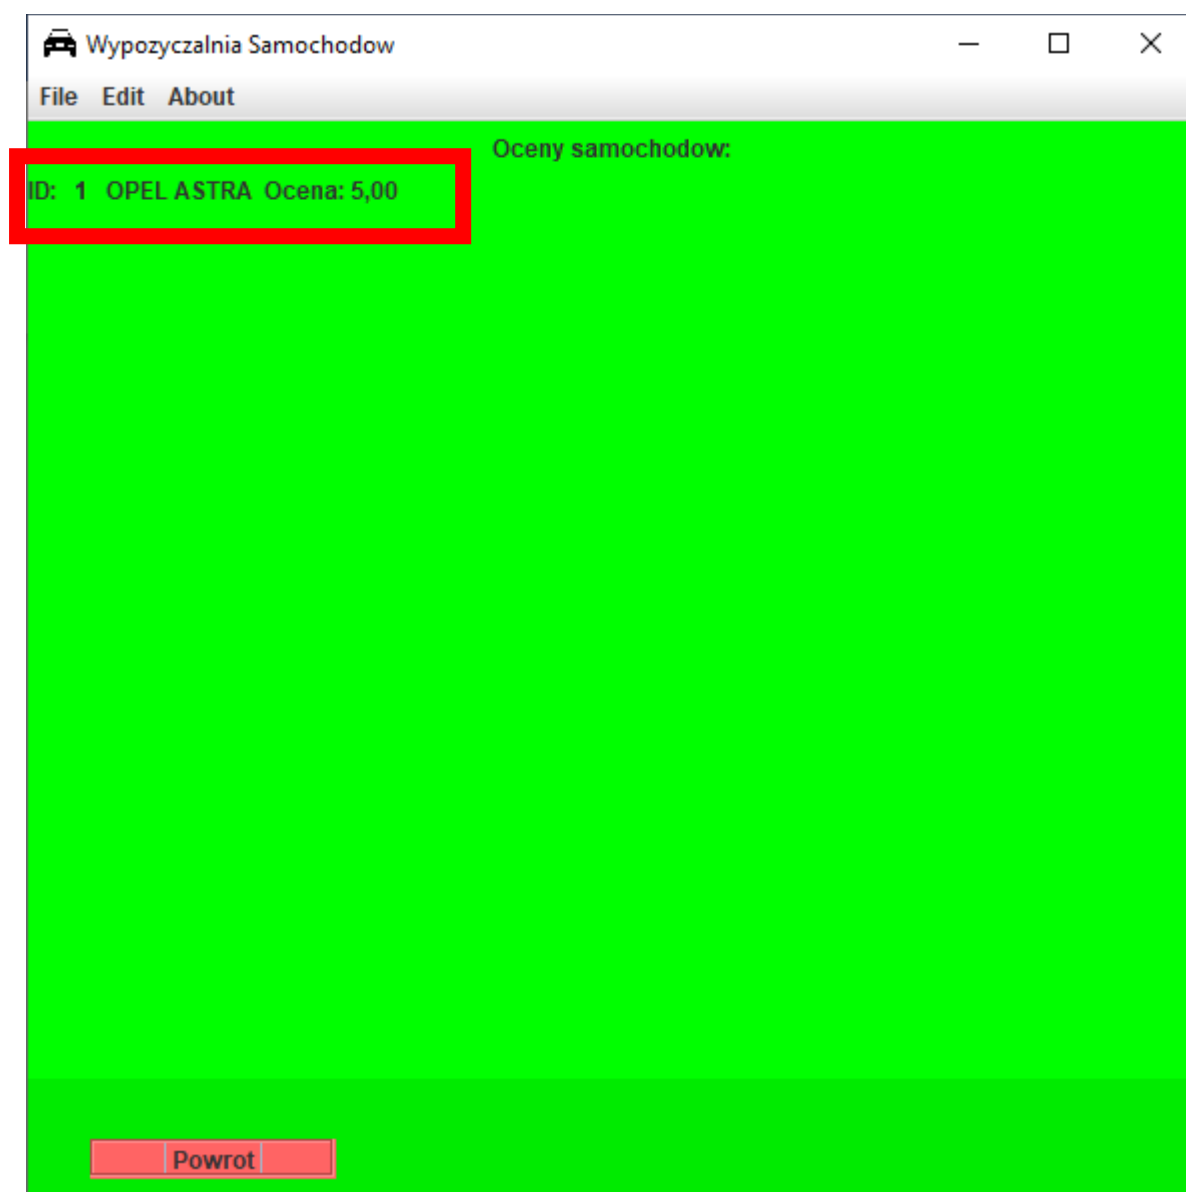 Wypozyczalnia Samochodow
File Edit About
Oceny samochodow:
ID: 1 OPEL ASTRA Ocena: 5,00
Powrot